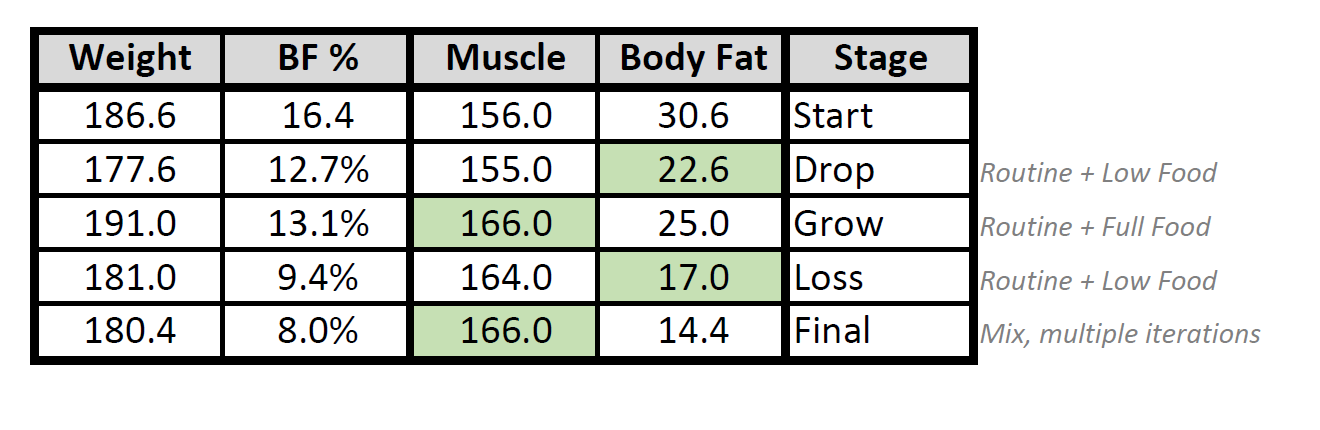 Weight BF % Muscle Body Fat Stage
186.6 16.4 156.0 30.6 Start
177.6 12.7% 155.0 22.6 Drop Routine + Low Food
191.0 13.1% 166.0 25.0 Grow Routine + Full Food
181.0 9.4% 164.0 17.0 Loss Routine + Low Food
180.4 8.0% 166.0 14.4 Final Mix, multiple iterations